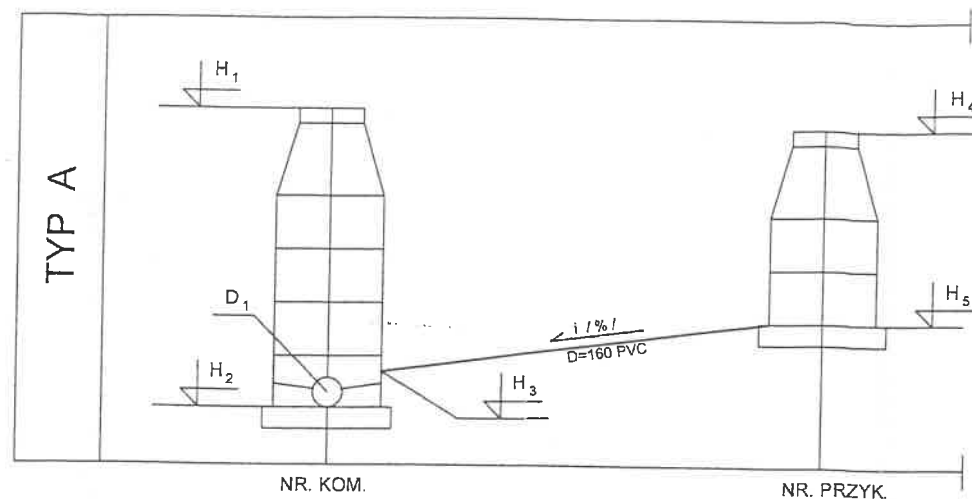 TYP A
H1
H4
D1
i /%/
D=160 PVC
H5
H2
H3
NR. KOM.
NR. PRZYK.